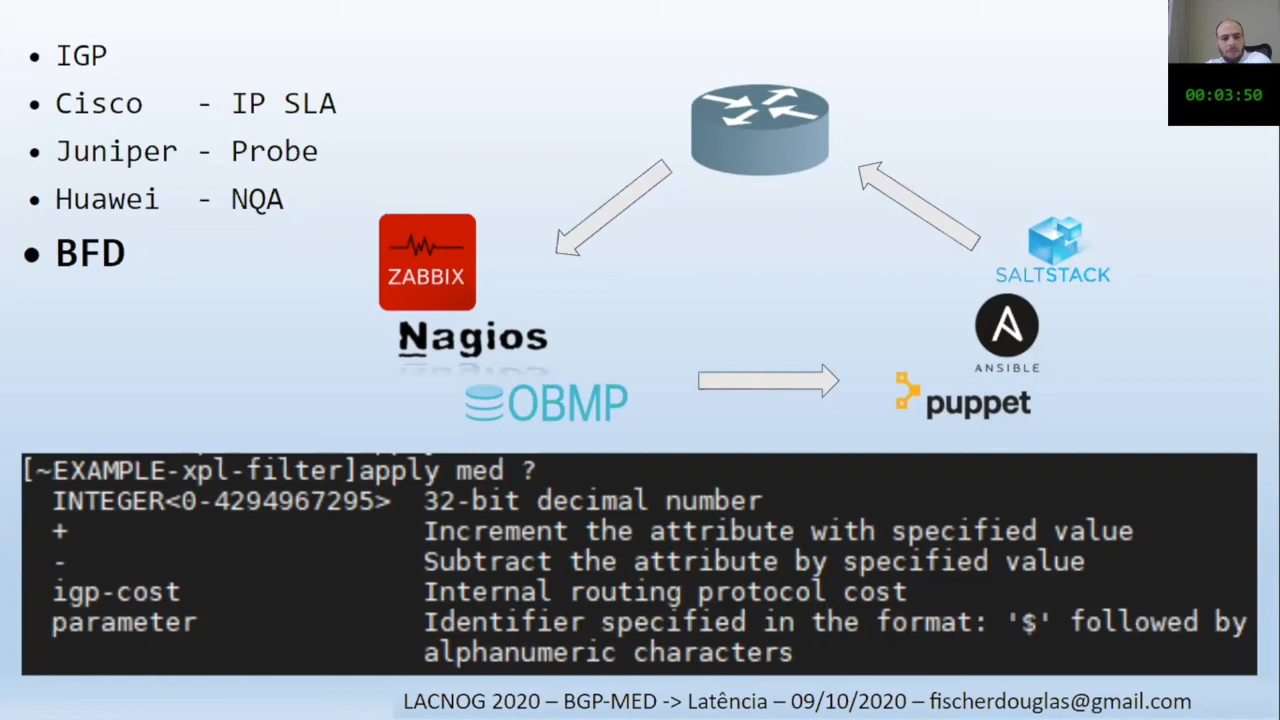 • IGP
• Cisco - IP SLA
• Juniper - Probe
• Huawei - NQA
• BFD
00:03:50
ZABBIX
Nagios
OBMP
SALTSTACK
ANSIBLE
puppet
[~EXAMPLE-xpl-filter]apply med ?
INTEGER<0-4294967295> 32-bit decimal number
+ Increment the attribute with specified value
- Subtract the attribute by specified value
igp-cost Internal routing protocol cost
parameter Identifier specified in the format: '$' followed by
alphanumeric characters
LACNOG 2020 – BGP-MED -> Latência – 09/10/2020 – fischerdouglas@gmail.com